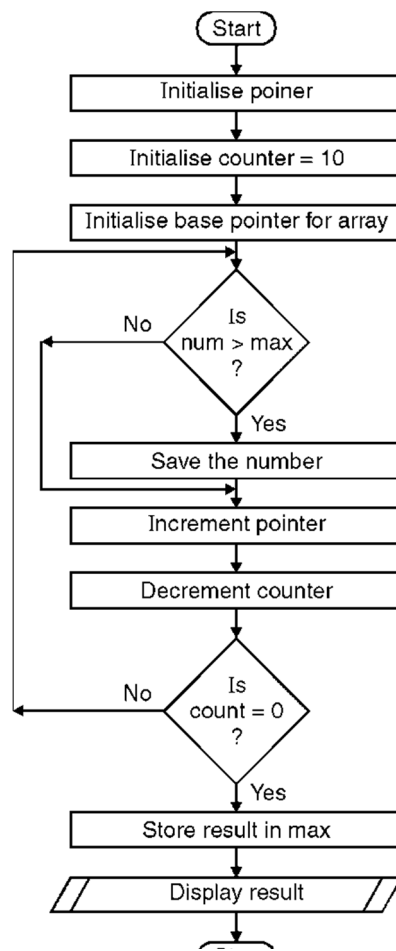 Start
Initialise poiner
Initialise counter = 10
Initialise base pointer for array
Is
No
num > max
?
Yes
Save the number
Increment pointer
Decrement counter
Is
No
count = 0
?
Yes
Store result in max
Display result